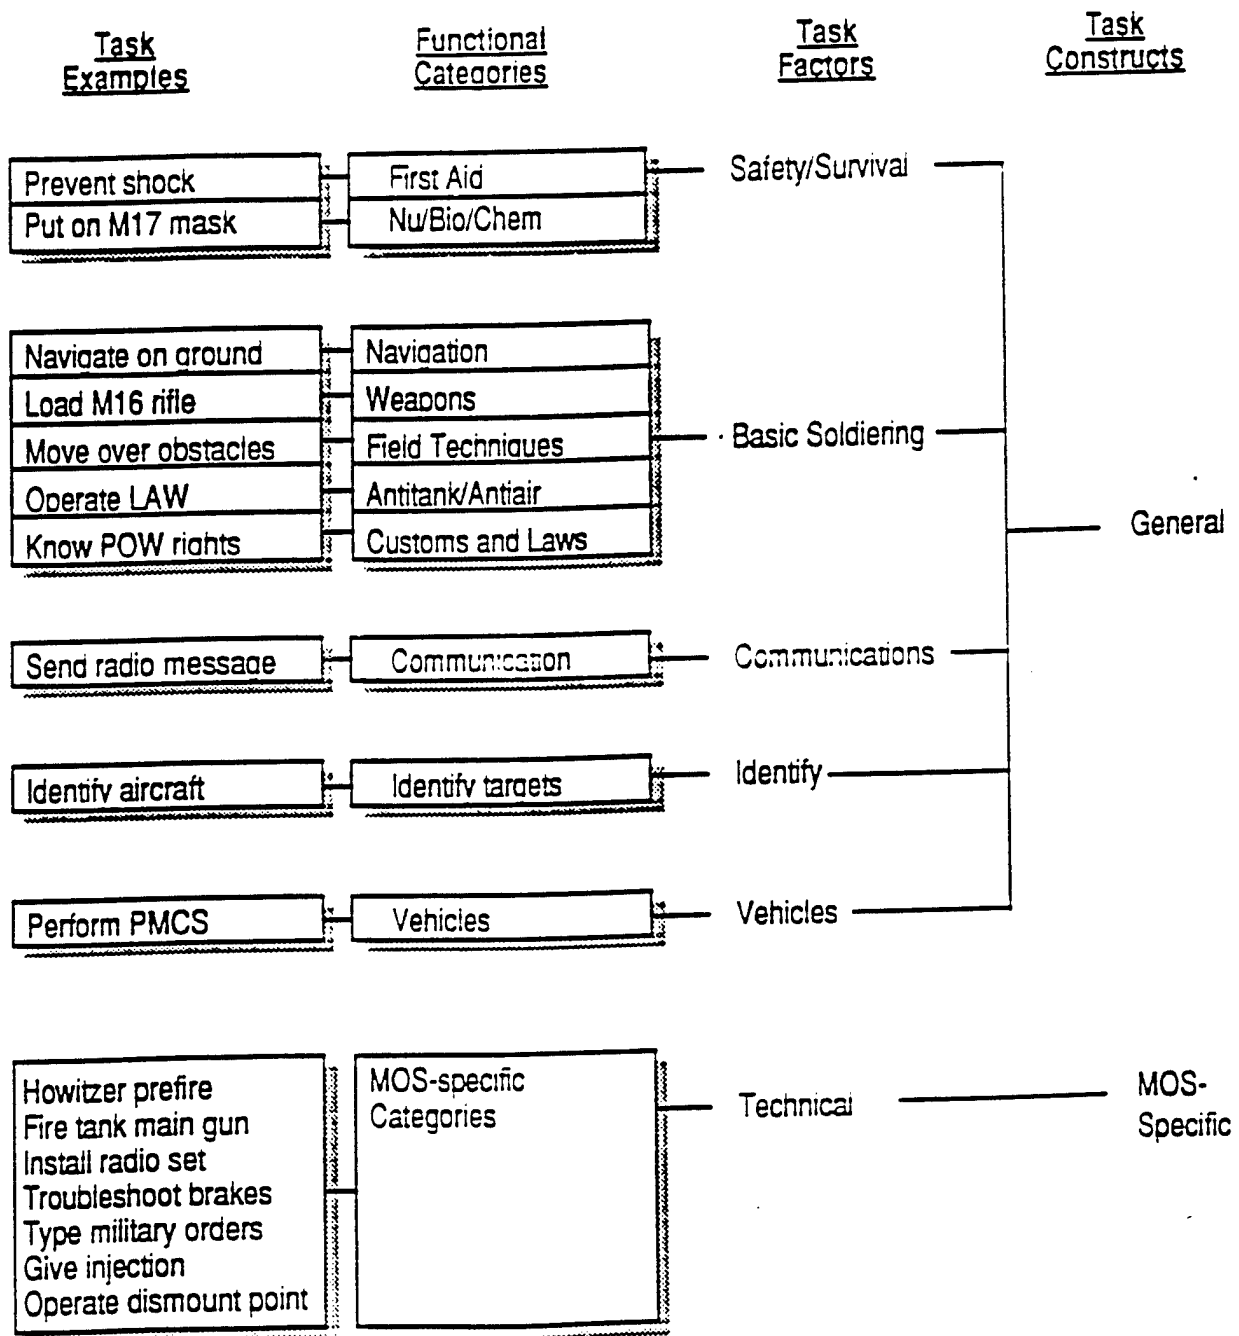 Task Examples
Functional Categories
Task Factors
Task Constructs
Prevent shock
First Aid
Safety/Survival
Put on M17 mask
Nu/Bio/Chem
Navigate on ground
Navigation
Load M16 rifle
Weapons
Move over obstacles
Field Techniques
Basic Soldiering
Operate LAW
Antitank/Antiair
Know POW rights
Customs and Laws
General
Send radio message
Communication
Communications
Identify aircraft
Identify targets
Identify
Perform PMCS
Vehicles
Vehicles
Howitzer prefire
Fire tank main gun
Install radio set
Troubleshoot brakes
Type military orders
Give injection
Operate dismount point
MOS-specific
Categories
Technical
MOS-
Specific